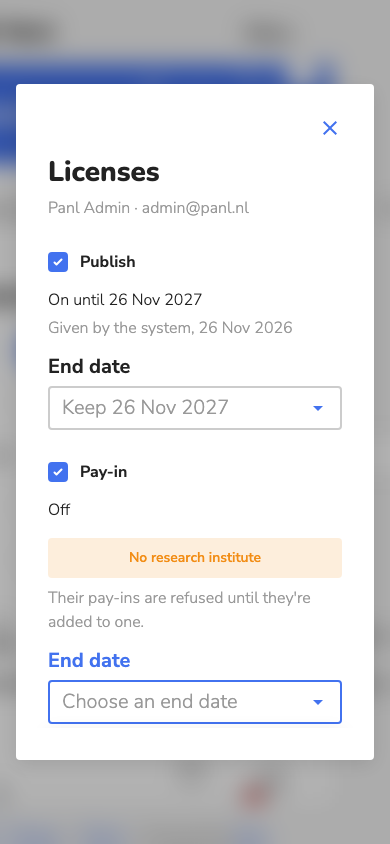 Licenses
Panl Admin · admin@panl.nl
Publish
On until 26 Nov 2027
Given by the system, 26 Nov 2026
End date
Keep 26 Nov 2027
Pay-in
Off
No research institute
Their pay-ins are refused until they're
added to one.
End date
Choose an end date